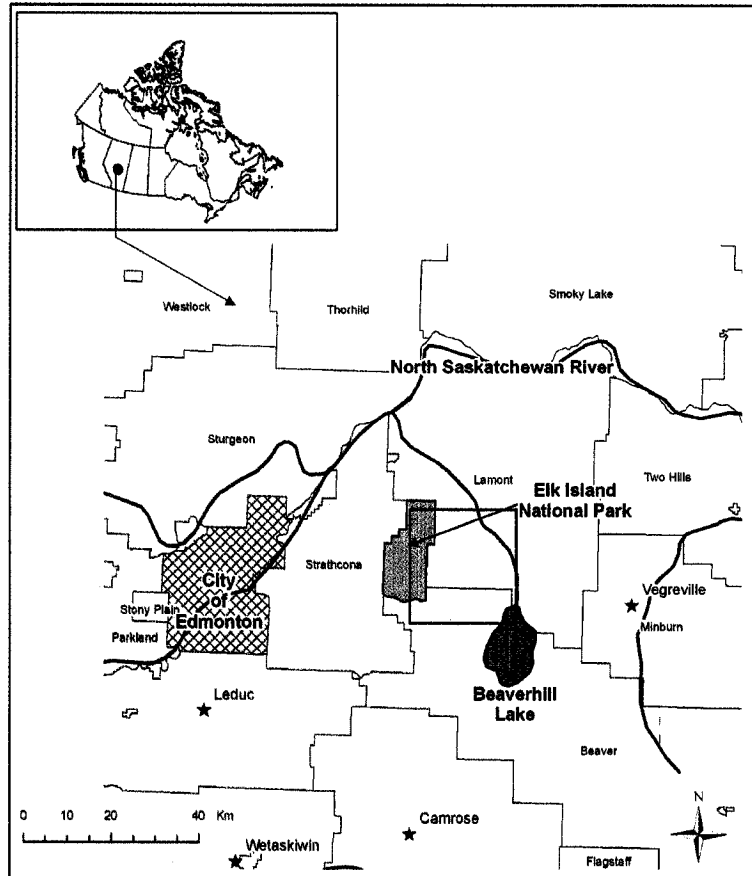 Westlock
Thorhild
Smoky Lake
North Saskatchewan River
Sturgeon
Lamont
Two Hills
Elk Island
National Park
Strathcona
City
of
Edmonton
Stony Plain
Parkland
Vegreville
Minburn
Leduc
Beaverhill
Lake
Beaver
0 10 20 40 Km
Camrose
N
Wetaskiwin
Flagstaff